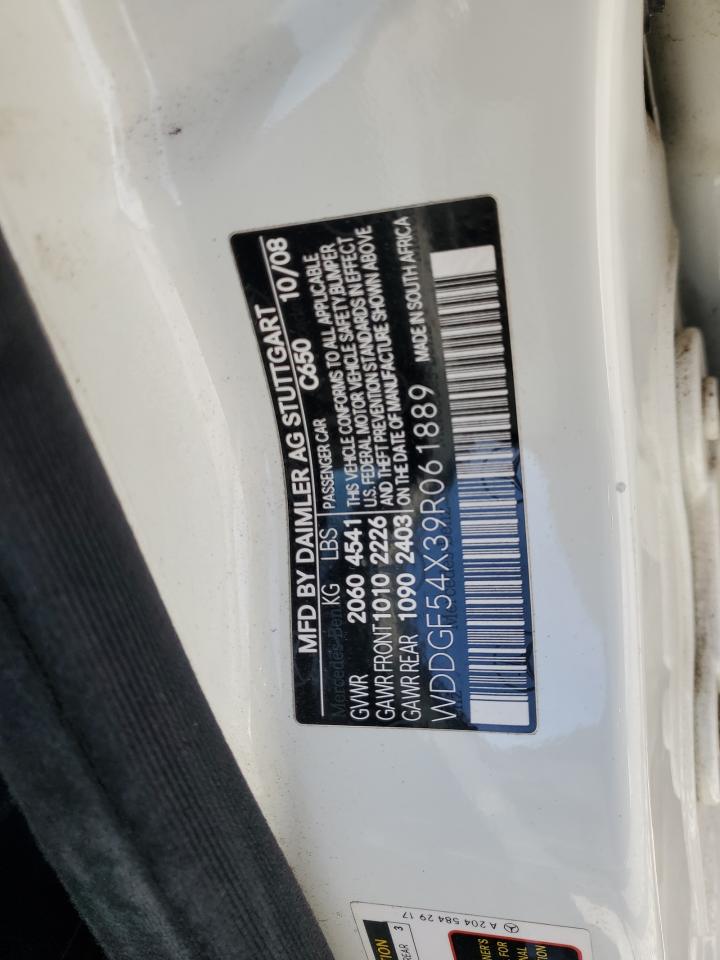 MFD BY DAIMLER AG STUTTGART
C650 10/08
Mercedes-Benz
KG LBS PASSENGER CAR
GVWR 2060 4541
GAWR FRONT 1010 2226
GAWR REAR 1090 2403
THIS VEHICLE CONFORMS TO ALL APPLICABLE
U.S. FEDERAL MOTOR VEHICLE SAFETY BUMPER
AND THEFT PREVENTION STANDARDS IN EFFECT
ON THE DATE OF MANUFACTURE SHOWN ABOVE
WDDGF54X39R061889 MADE IN SOUTH AFRICA
A 204 584 29 17
REAR 3